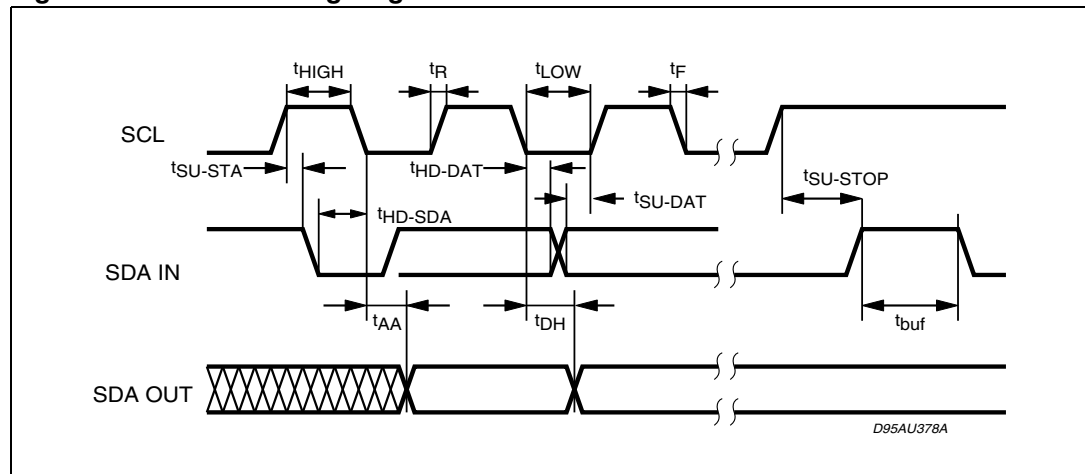 tHIGH
tR
tLOW
tF
SCL
tSU-STA
tHD-DAT
tSU-STOP
tSU-DAT
tHD-SDA
SDA IN
tAA
tDH
tbuf
SDA OUT
D95AU378A